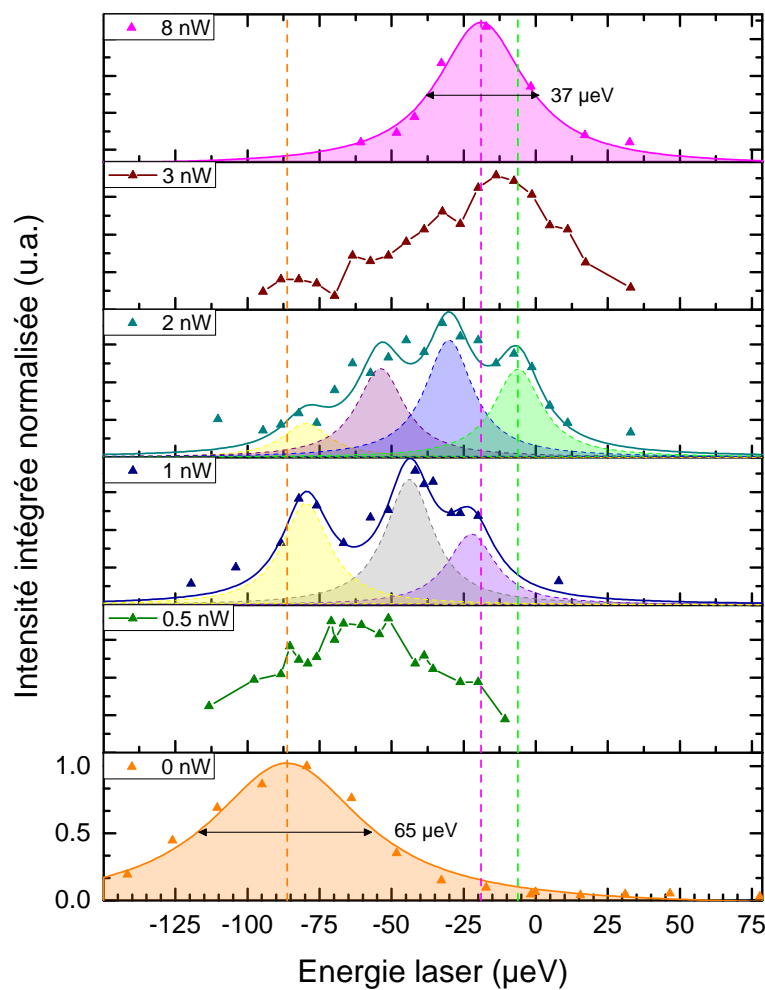 8 nW
37 µeV
3 nW
2 nW
1 nW
0.5 nW
0 nW
65 µeV
1.0
0.5
0.0
-125 -100 -75 -50 -25 0 25 50 75
Energie laser (µeV)
Intensité intégrée normalisée (u.a.)